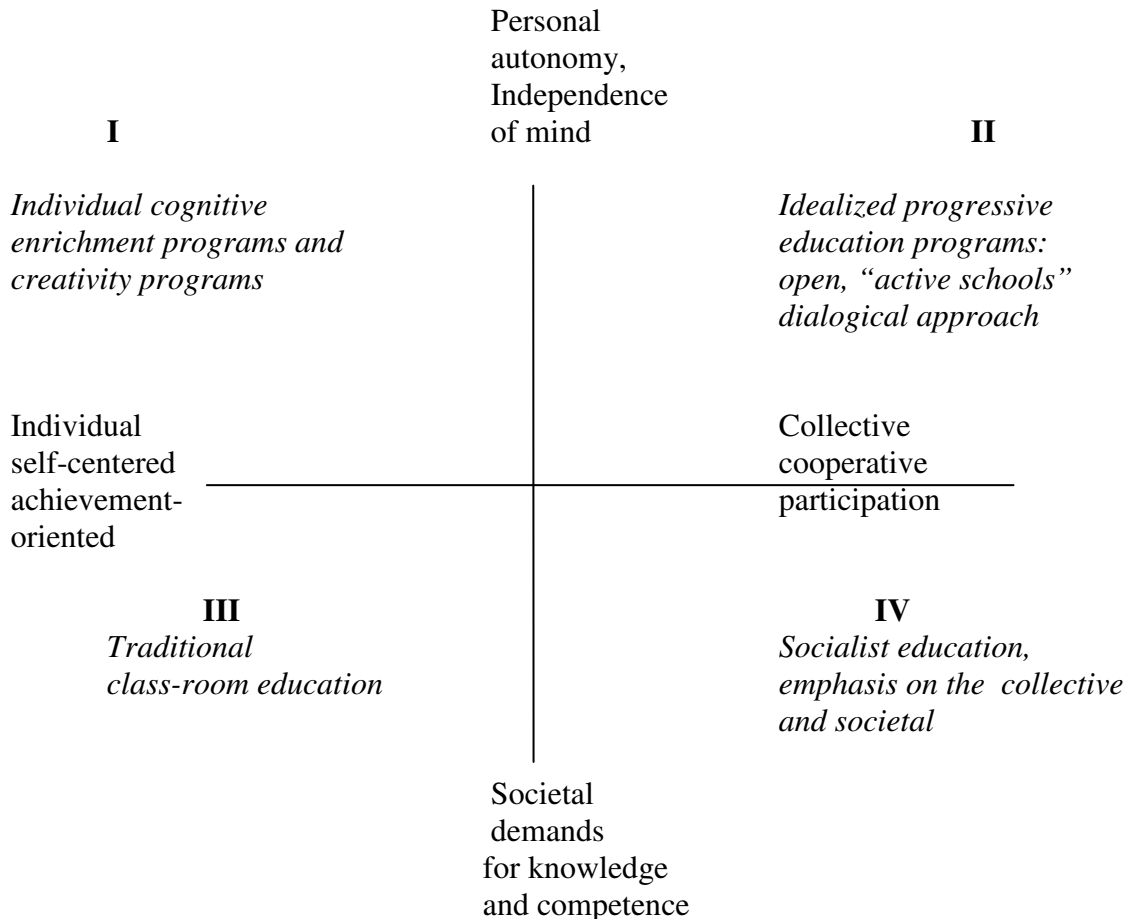 Personal
autonomy,
Independence
of mind
I
II
Individual cognitive
enrichment programs and
creativity programs
Idealized progressive
education programs:
open, “active schools”
dialogical approach
Individual
self-centered
achievement-
oriented
Collective
cooperative
participation
III
Traditional
class-room education
IV
Socialist education,
emphasis on the collective
and societal
Societal
demands
for knowledge
and competence